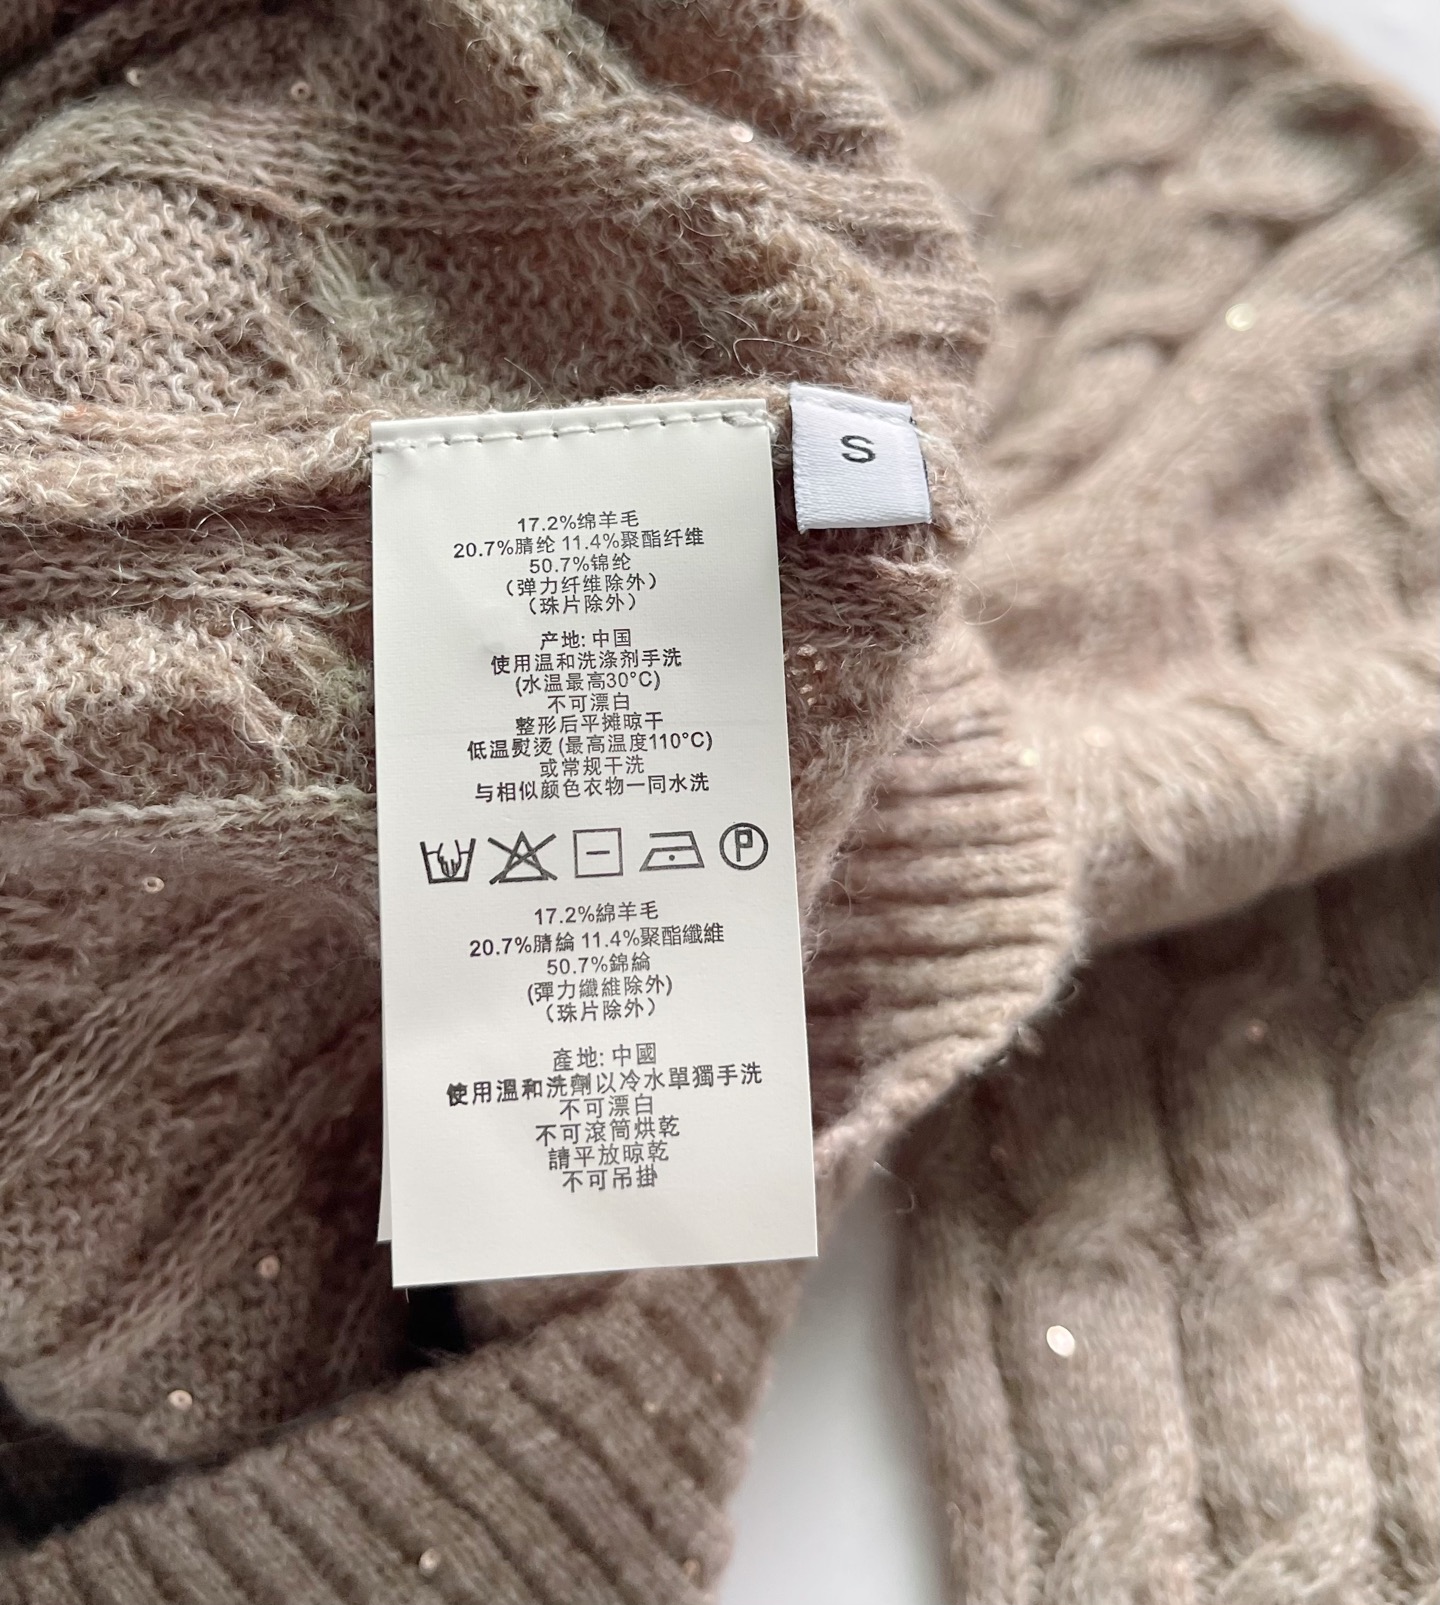 S
17.2%绵羊毛
20.7%腈纶 11.4%聚酯纤维
50.7%锦纶
（弹力纤维除外）
（珠片除外）
产地: 中国
使用温和洗涤剂手洗
(水温最高30°C)
不可漂白
整形后平摊晾干
低温熨烫 (最高温度110°C)
或常规干洗
与相似颜色衣物一同水洗
P
17.2%綿羊毛
20.7%腈綸 11.4%聚酯纖維
50.7%錦綸
(彈力纖維除外)
（珠片除外）
產地: 中國
使用溫和洗劑以冷水單獨手洗
不可漂白
不可滾筒烘乾
請平放晾乾
不可吊掛